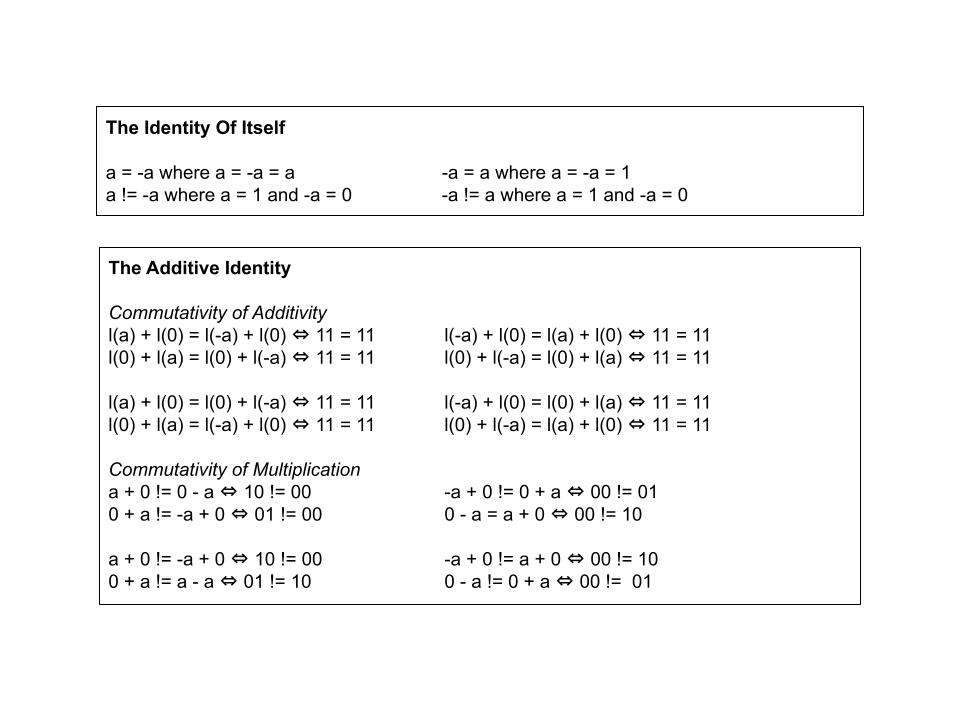 The Identity Of Itself
a = -a where a = -a = a
-a = a where a = -a = 1
a != -a where a = 1 and -a = 0
-a != a where a = 1 and -a = 0
The Additive Identity
Commutativity of Additivity
l(a) + l(0) = l(-a) + l(0) ⇔ 11 = 11
l(-a) + l(0) = l(a) + l(0) ⇔ 11 = 11
l(0) + l(a) = l(0) + l(-a) ⇔ 11 = 11
l(0) + l(-a) = l(0) + l(a) ⇔ 11 = 11
l(a) + l(0) = l(0) + l(-a) ⇔ 11 = 11
l(-a) + l(0) = l(0) + l(a) ⇔ 11 = 11
l(0) + l(a) = l(-a) + l(0) ⇔ 11 = 11
l(0) + l(-a) = l(a) + l(0) ⇔ 11 = 11
Commutativity of Multiplication
a + 0 != 0 - a ⇔ 10 != 00
-a + 0 != 0 + a ⇔ 00 != 01
0 + a != -a + 0 ⇔ 01 != 00
0 - a = a + 0 ⇔ 00 != 10
a + 0 != -a + 0 ⇔ 10 != 00
-a + 0 != a + 0 ⇔ 00 != 10
0 + a != a - a ⇔ 01 != 10
0 - a != 0 + a ⇔ 00 != 01